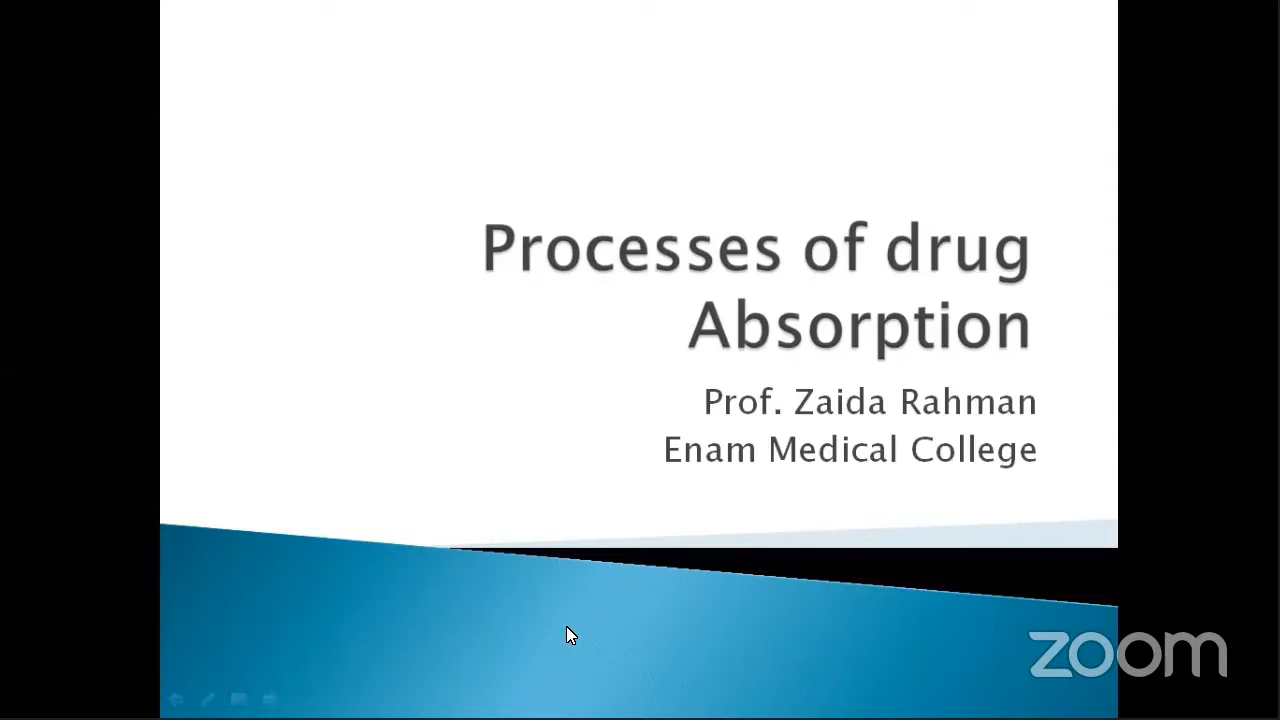 Processes of drug
Absorption
Prof. Zaida Rahman
Enam Medical College
zoom